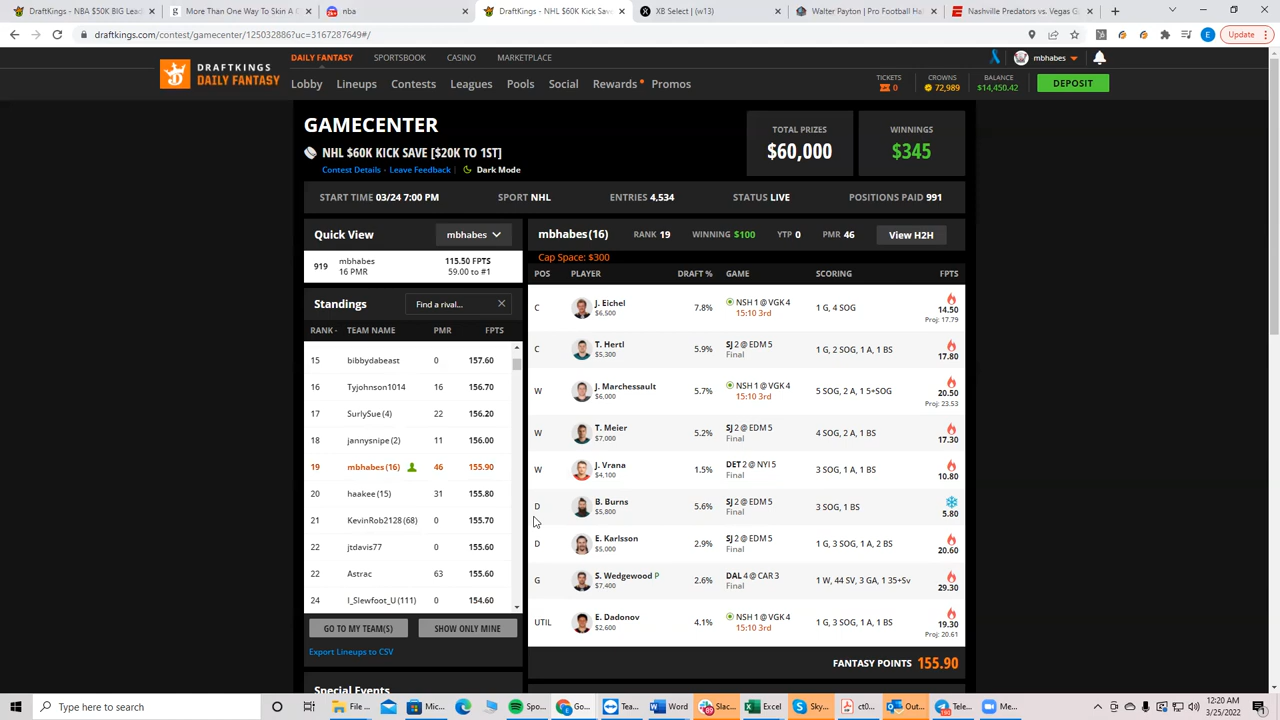 DraftKings - NBA $50K BIG Lea
More Than One Way To Skin A
nba
DraftKings - NHL $60K Kick Sav
XB Select | (w13)
Walter Payton | Pro Football Ha
Nashville Predators vs. Vegas G
draftkings.com/contest/gamecenter/125032886?uc=3167287649#/
E
Update
DRAFTKINGS
DAILY FANTASY
DAILY FANTASY
SPORTSBOOK
CASINO
MARKETPLACE
mbhabes
Lobby
Lineups
Contests
Leagues
Pools
Social
Rewards
Promos
TICKETS
0
CROWNS
72,989
BALANCE
$14,450.42
DEPOSIT
GAMECENTER
NHL $60K KICK SAVE [$20K TO 1ST]
Contest Details
Leave Feedback
Dark Mode
TOTAL PRIZES
$60,000
WINNINGS
$345
START TIME 03/24 7:00 PM
SPORT NHL
ENTRIES 4,534
STATUS LIVE
POSITIONS PAID 991
Quick View
mbhabes
919
mbhabes
16 PMR
115.50 FPTS
59.00 to #1
Standings
Find a rival...
RANK
TEAM NAME
PMR
FPTS
15 bibbydabeast 0 157.60
16 Tyjohnson1014 16 156.70
17 SurlySue (4) 22 156.20
18 jannysnipe (2) 11 156.00
19 mbhabes (16) 46 155.90
20 haakee (15) 31 155.80
21 KevinRob2128 (68) 0 155.70
22 jtdavis77 0 155.60
22 Astrac 63 155.60
24 I_Slewfoot_U (111) 0 154.60
GO TO MY TEAM(S)
SHOW ONLY MINE
Export Lineups to CSV
Special Events
mbhabes (16)
RANK 19
WINNING $100
YTP 0
PMR 46
View H2H
Cap Space: $300
POS PLAYER DRAFT % GAME SCORING FPTS
C J. Eichel $6,500 7.8% NSH 1 @ VGK 4 15:10 3rd 1 G, 4 SOG 14.50 Proj: 17.79
C T. Hertl $5,300 5.9% SJ 2 @ EDM 5 Final 1 G, 2 SOG, 1 A, 1 BS 17.80
W J. Marchessault $6,000 5.7% NSH 1 @ VGK 4 15:10 3rd 5 SOG, 2 A, 1 5+SOG 20.50 Proj: 23.53
W T. Meier $7,000 5.2% SJ 2 @ EDM 5 Final 4 SOG, 2 A, 1 BS 17.30
W J. Vrana $4,100 1.5% DET 2 @ NYI 5 Final 3 SOG, 1 A, 1 BS 10.80
D B. Burns $5,800 5.6% SJ 2 @ EDM 5 Final 3 SOG, 1 BS 5.80
D E. Karlsson $5,000 2.9% SJ 2 @ EDM 5 Final 1 G, 3 SOG, 1 A, 2 BS 20.60
G S. Wedgewood P $7,400 2.6% DAL 4 @ CAR 3 Final 1 W, 44 SV, 3 GA, 1 35+Sv 29.30
UTIL E. Dadonov $2,600 4.1% NSH 1 @ VGK 4 15:10 3rd 1 G, 3 SOG, 1 A, 1 BS 19.30 Proj: 20.61
FANTASY POINTS 155.90
Type here to search
File ...
Mic...
Spo...
Goo...
Tea...
Word
Slac...
Excel
Sky...
ct0...
Out...
Tele...
Me...
12:20 AM
3/25/2022